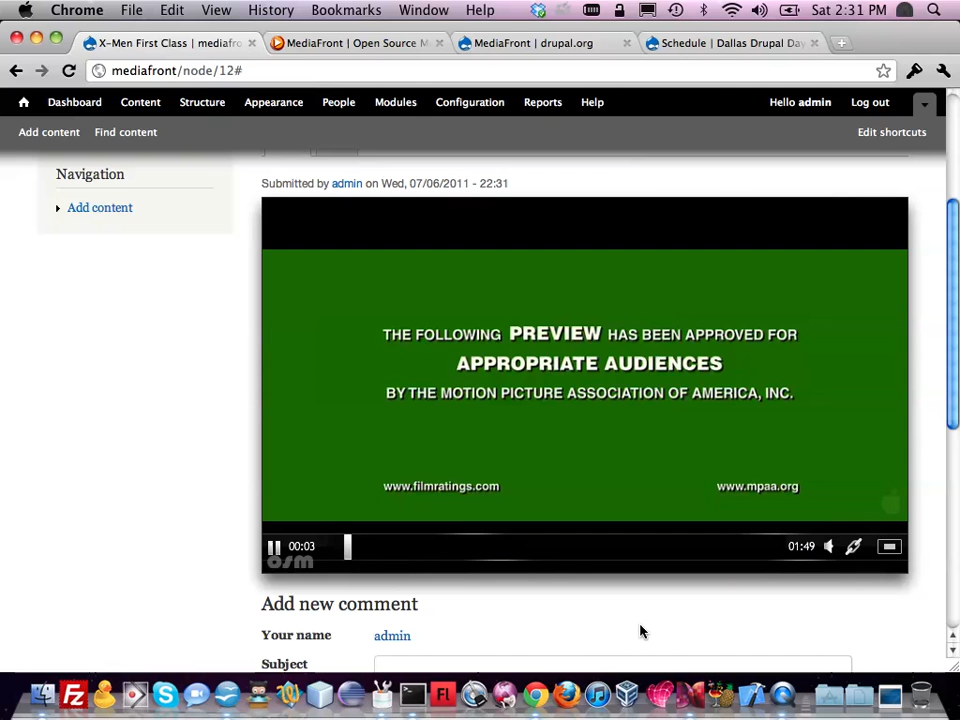 Chrome File Edit View History Bookmarks Window Help Sat 2:31 PM
X-Men First Class | mediafro MediaFront | Open Source M MediaFront | drupal.org Schedule | Dallas Drupal Day
mediafront/node/12#
Dashboard Content Structure Appearance People Modules Configuration Reports Help Hello admin Log out
Add content Find content Edit shortcuts
Navigation
Add content
Submitted by admin on Wed, 07/06/2011 - 22:31
THE FOLLOWING PREVIEW HAS BEEN APPROVED FOR
APPROPRIATE AUDIENCES
BY THE MOTION PICTURE ASSOCIATION OF AMERICA, INC.
www.filmratings.com www.mpaa.org
00:03 01:49
osm
Add new comment
Your name admin
Subject
Fz FL